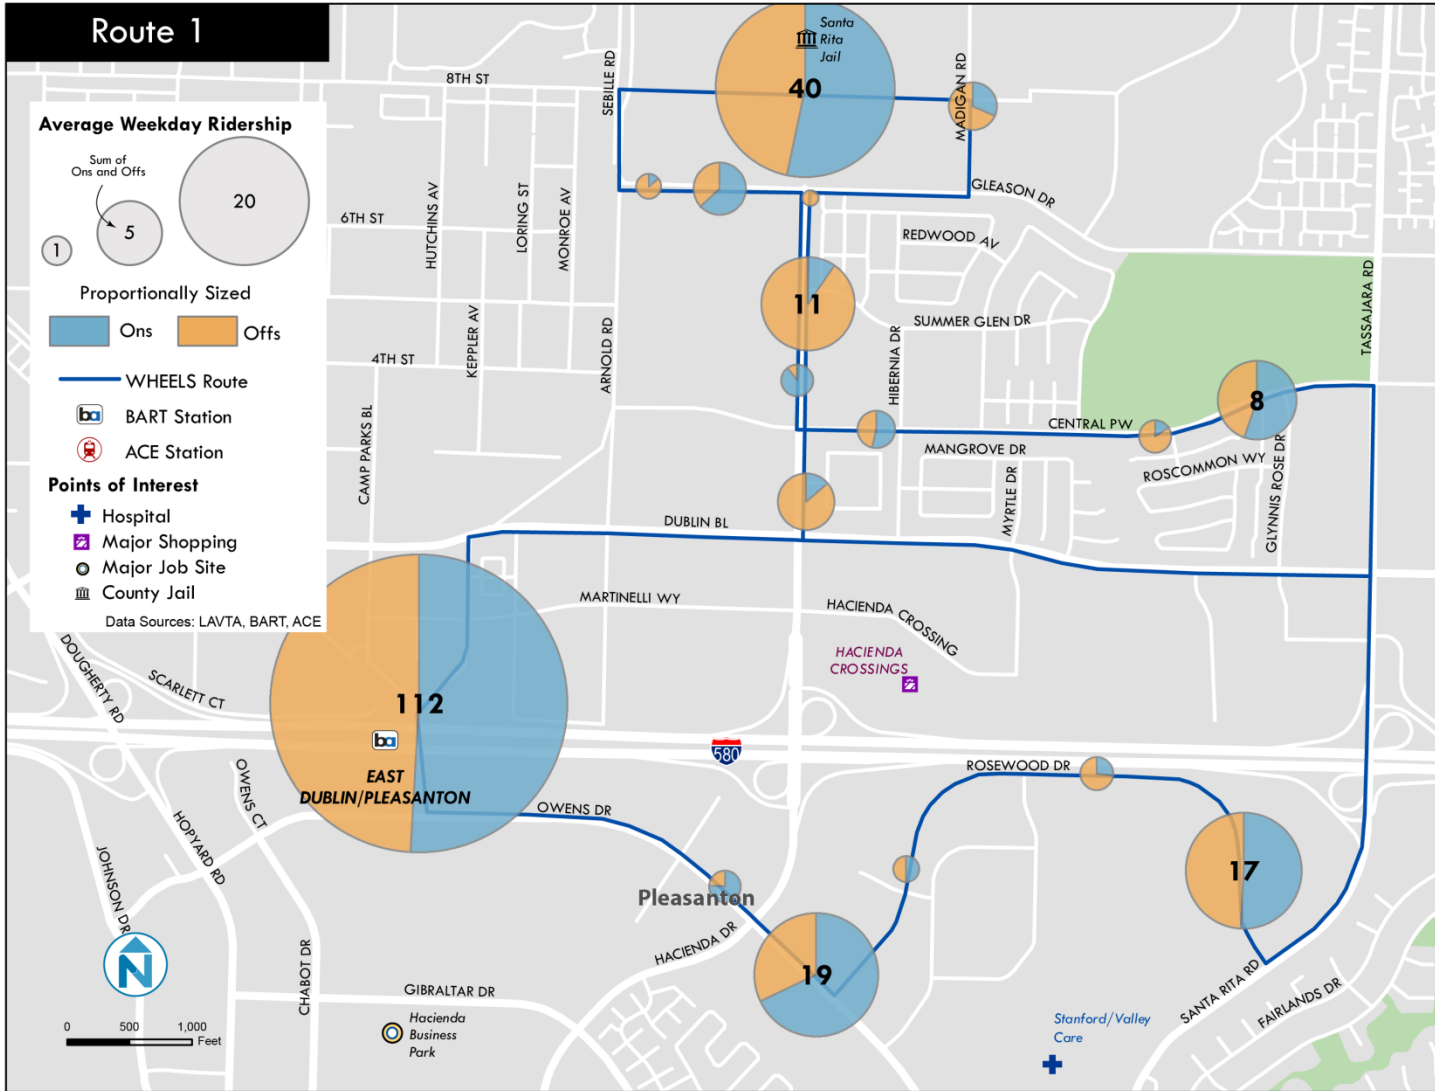 Route 1
Average Weekday Ridership
Sum of
Ons and Offs
1
5
20
Proportionally Sized
Ons
Offs
WHEELS Route
ba
BART Station
ACE Station
Points of Interest
Hospital
Major Shopping
Major Job Site
County Jail
Data Sources: LAVTA, BART, ACE
8TH ST
SEBILLE RD
Santa
Rita
Jail
40
MADIGAN RD
GLEASON DR
6TH ST
HUTCHINS AV
LORING ST
MONROE AV
REDWOOD AV
TASSAJARA RD
11
SUMMER GLEN DR
KEPPLER AV
ARNOLD RD
HIBERNIA DR
4TH ST
8
CAMP PARKS BL
CENTRAL PW
MANGROVE DR
ROSCOMMON WY
MYRTLE DR
GLYNNIS ROSE DR
DUBLIN BL
MARTINELLI WY
HACIENDA CROSSING
HACIENDA
CROSSINGS
DOUGHERTY RD
SCARLETT CT
112
ba
EAST
DUBLIN/PLEASANTON
580
ROSEWOOD DR
OWENS CT
OWENS DR
HOPYARD RD
JOHNSON DR
17
Pleasanton
HACIENDA DR
19
N
CHABOT DR
GIBRALTAR DR
SANTA RITA RD
FAIRLANDS DR
0
500
1,000
Feet
Hacienda
Business
Park
Stanford/Valley
Care